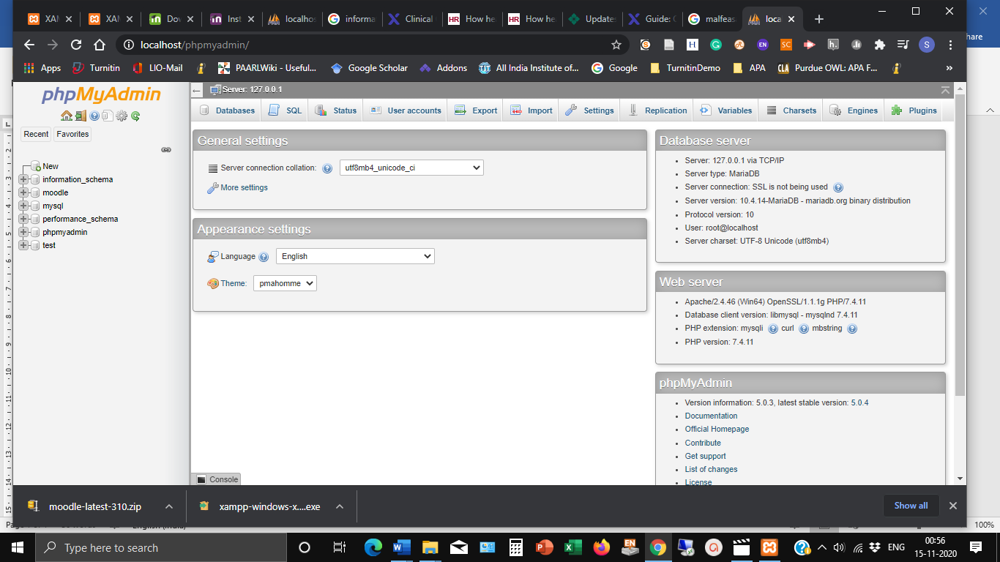 XAM
XAM
Dov
Inst
localhos
informa
Clinical
How he
How he
Updates
Guide: C
malfeas
loca
hare
localhost/phpmyadmin/
EN
SC
h.
S
Apps
Turnitin
LIO-Mail
PAARLWiki - Useful...
Google Scholar
Addons
All India Institute of...
Google
TurnitinDemo
APA
Purdue OWL: APA F...
phpMyAdmin
Recent
Favorites
New
information_schema
moodle
mysql
performance_schema
phpmyadmin
test
Server: 127.0.0.1
Databases
SQL
Status
User accounts
Export
Import
Settings
Replication
Variables
Charsets
Engines
Plugins
General settings
Server connection collation:
utf8mb4_unicode_ci
More settings
Appearance settings
Language
English
Theme:
pmahomme
Database server
Server: 127.0.0.1 via TCP/IP
Server type: MariaDB
Server connection: SSL is not being used
Server version: 10.4.14-MariaDB - mariadb.org binary distribution
Protocol version: 10
User: root@localhost
Server charset: UTF-8 Unicode (utf8mb4)
Web server
Apache/2.4.46 (Win64) OpenSSL/1.1.1g PHP/7.4.11
Database client version: libmysql - mysqlnd 7.4.11
PHP extension: mysqli curl mbstring
PHP version: 7.4.11
phpMyAdmin
Version information: 5.0.3, latest stable version: 5.0.4
Documentation
Official Homepage
Contribute
Get support
List of changes
License
Console
moodle-latest-310.zip
xampp-windows-x....exe
Show all
100%
Type here to search
ENG
00:56
15-11-2020